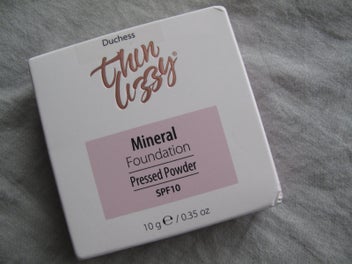 Duchess
thin
lizzy®
Mineral
Foundation
Pressed Powder
SPF10
10 g ℮ / 0.35 oz